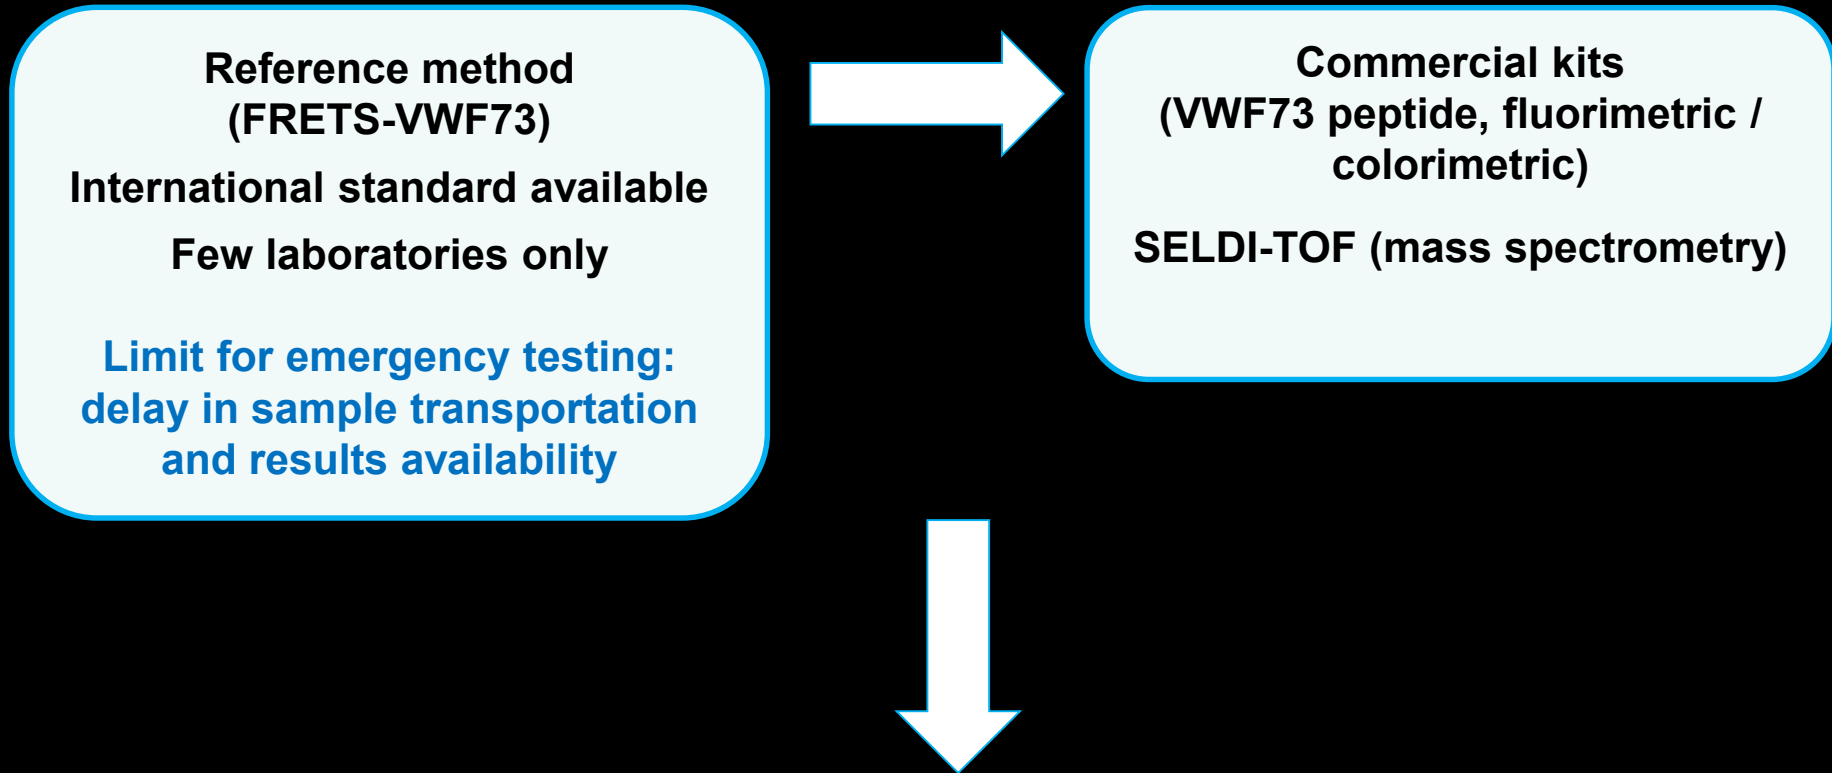 Reference method
(FRETS-VWF73)
International standard available
Few laboratories only
Limit for emergency testing:
delay in sample transportation
and results availability
Commercial kits
(VWF73 peptide, fluorimetric /
colorimetric)
SELDI-TOF (mass spectrometry)